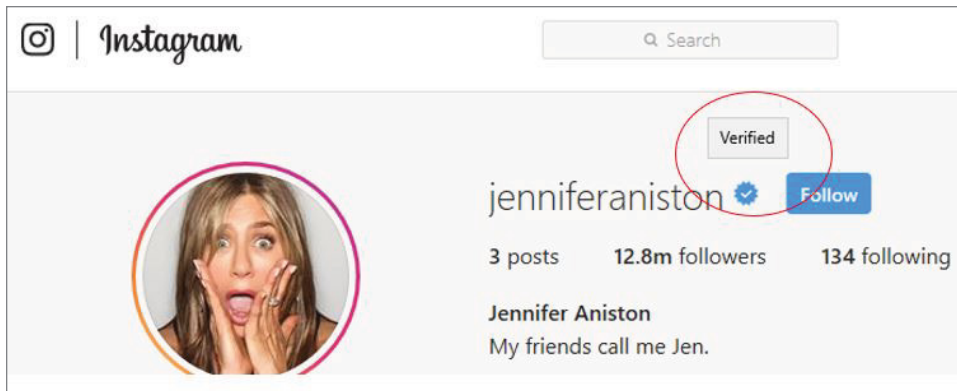 Instagram
Search
Verified
jenniferaniston Follow
3 posts 12.8m followers 134 following
Jennifer Aniston
My friends call me Jen.